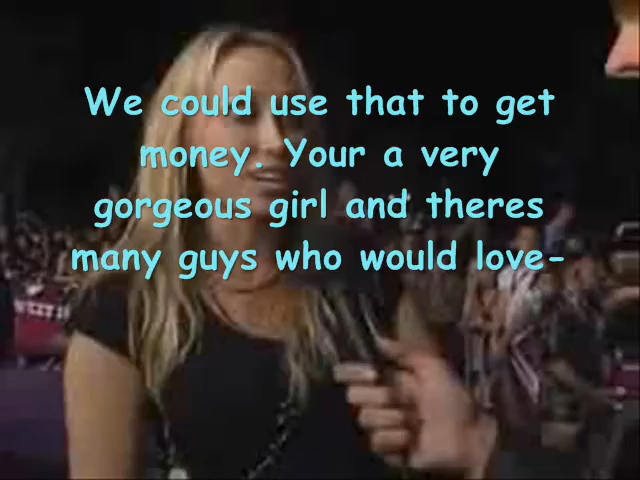 We could use that to get
money. Your a very
gorgeous girl and theres
many guys who would love-